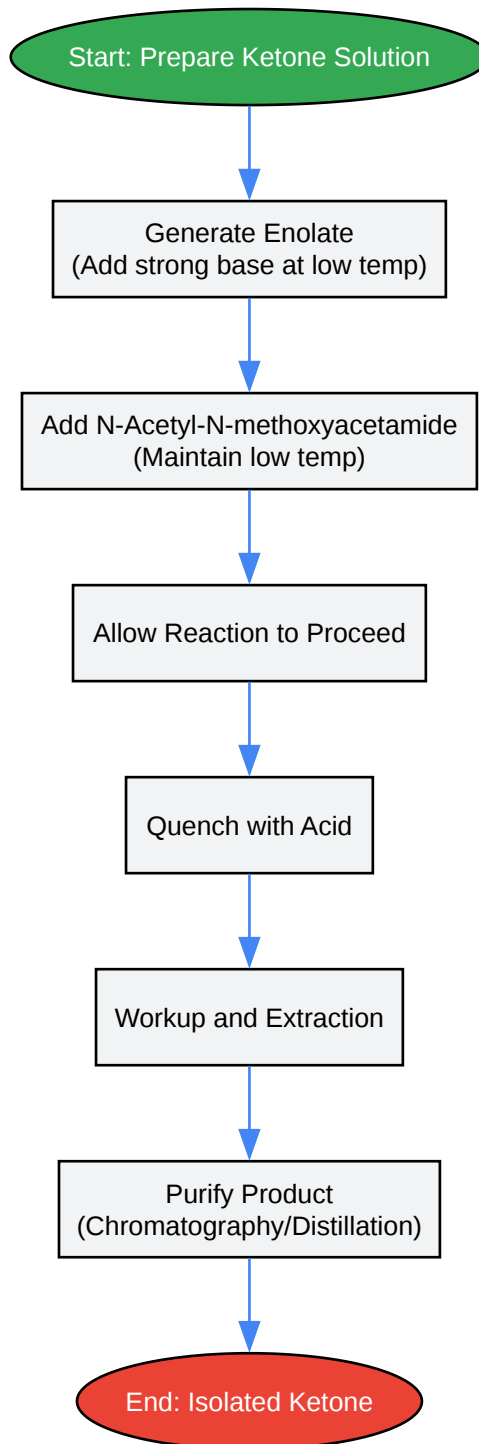 Start: Prepare Ketone Solution
Generate Enolate
(Add strong base at low temp)
Add N-Acetyl-N-methoxyacetamide
(Maintain low temp)
Allow Reaction to Proceed
Quench with Acid
Workup and Extraction
Purify Product
(Chromatography/Distillation)
End: Isolated Ketone